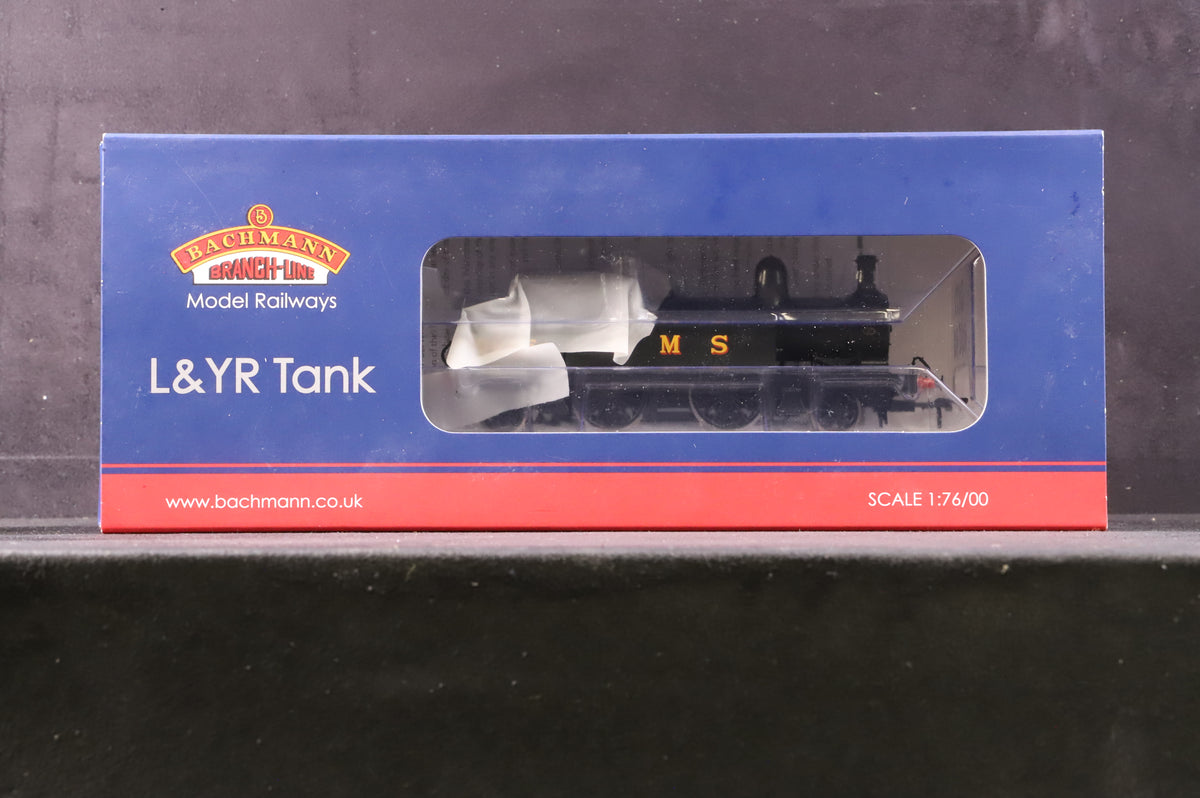 B
BACHMANN
BRANCH-LINE
Model Railways
L&YR Tank
M S
www.bachmann.co.uk
SCALE 1:76/00